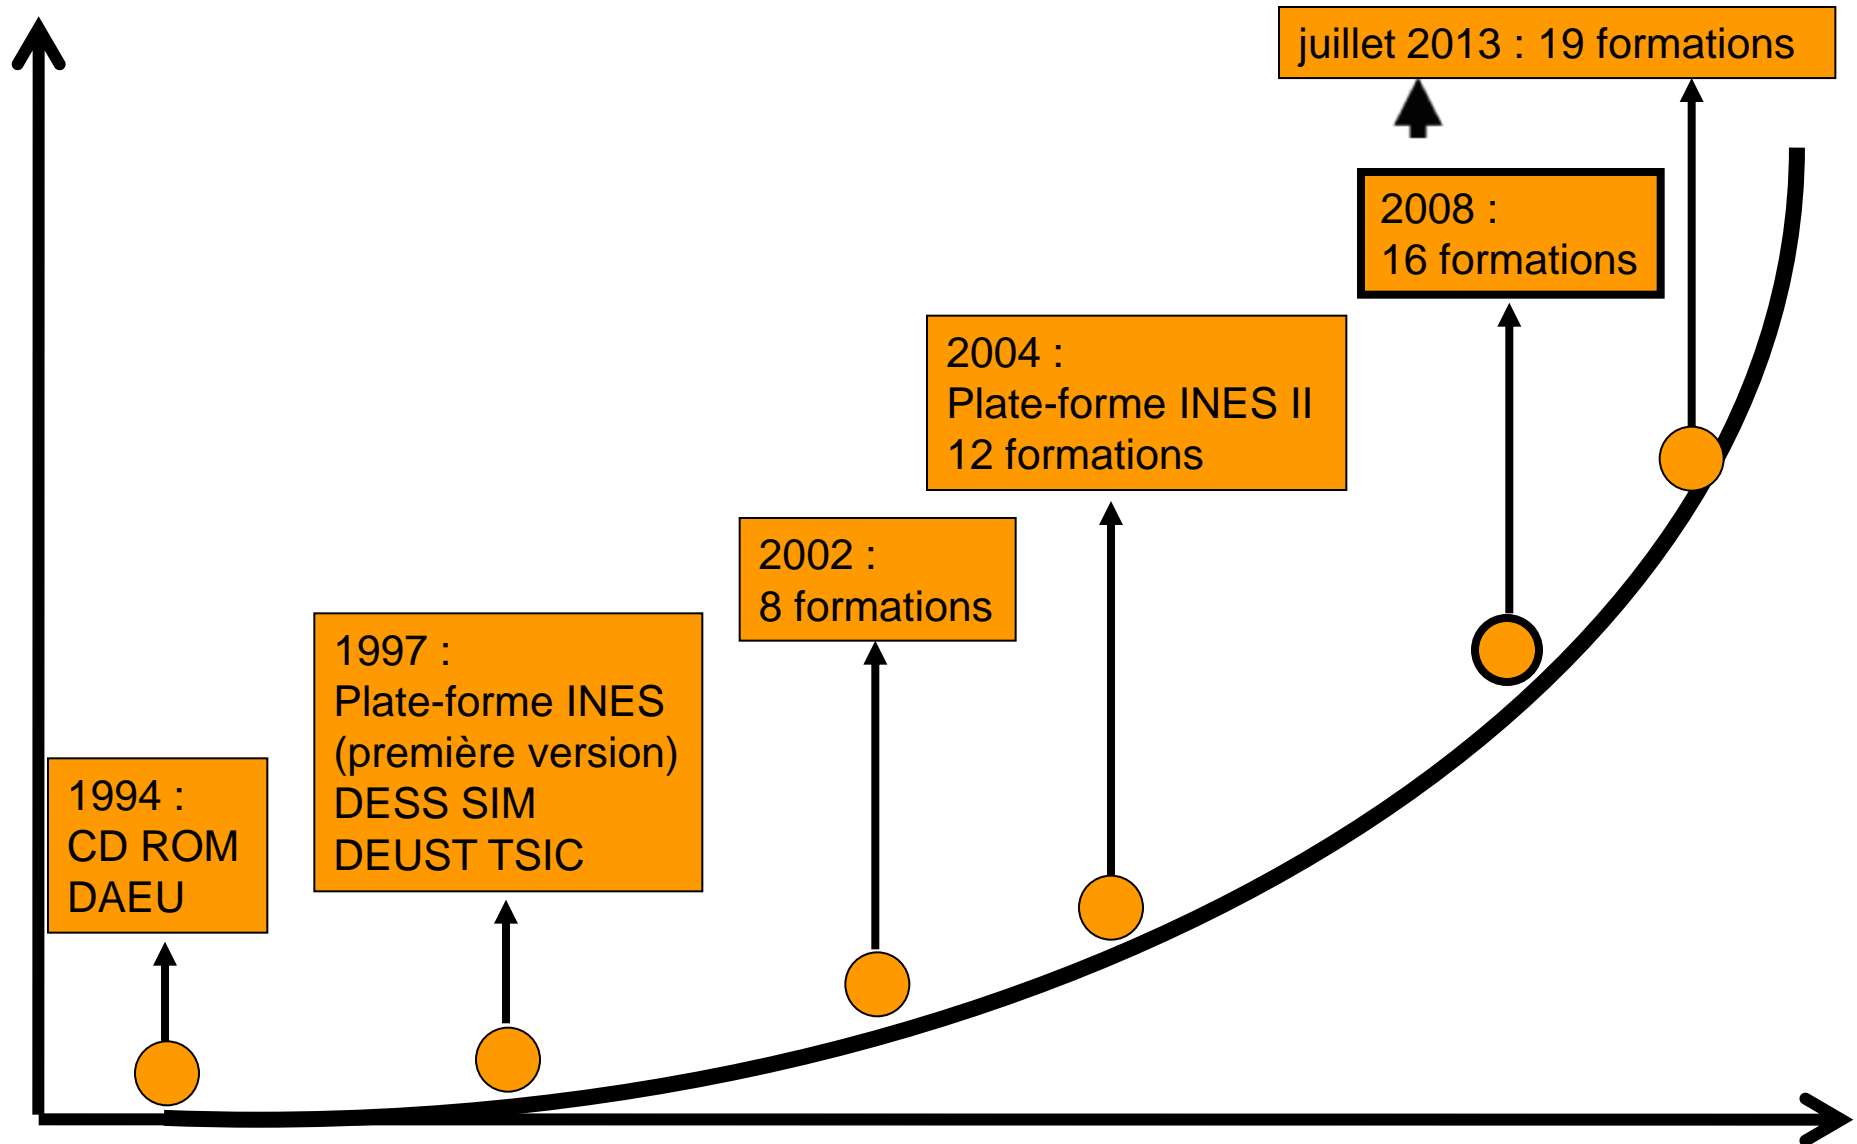 1994 :
CD ROM
DAEU
1997 :
Plate-forme INES
(première version)
DESS SIM
DEUST TSIC
2002 :
8 formations
2004 :
Plate-forme INES II
12 formations
2008 :
16 formations
juillet 2013 : 19 formations